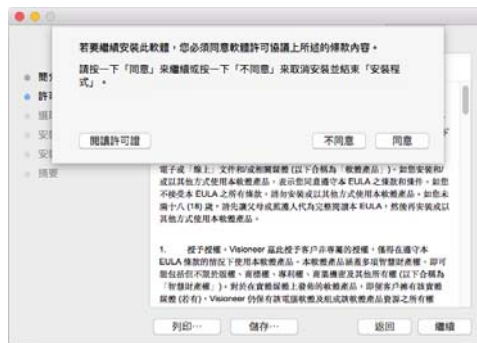 若要繼續安裝此軟體，您必須同意軟體許可協議上所述的條款內容。
請按一下「同意」來繼續或按一下「不同意」來取消安裝並結束「安裝程
式」。
閱讀許可證
不同意
同意
簡
許
選
安
安
摘要
電子或「線上」文件和/或相關媒體 (以下合稱為「軟體產品」)。如您安裝和/
或以其他方式使用本軟體產品，表示您同意遵守本 EULA 之條款和條件。如您
不接受本 EULA 之所有條款，請勿安裝或以其他方式使用本軟體產品。如您未
滿十八 (18) 歲，請先讓父母或監護人代為完整閱讀本 EULA，然後再安裝或以
其他方式使用本軟體產品。
1. 授予授權。Visioneer 茲此授予客戶非專屬的授權，僅得在遵守本
EULA 條款的情況下使用本軟體產品。本軟體產品涵蓋多項智慧財產權，即可
能包括但不限於版權、商標權、專利權、商業機密及其他所有權 (以下合稱為
「智慧財產權」)。對於在實體媒體上發佈的軟體產品，即便客戶擁有該實體
媒體 (若有)，Visioneer 仍保有該電腦軟體及組成該軟體產品資源之所有權
列印⋯
儲存⋯
返回
繼續